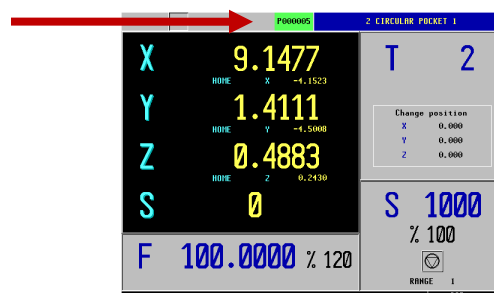 P000005 2 CIRCULAR POCKET 1
X 9.1477
HOME X -4.1523
Y 1.4111
HOME Y -4.5008
Z 0.4883
HOME Z 0.2430
S 0
F 100.0000 % 120
T 2
Change position
X 0.000
Y 0.000
Z 0.000
S 1000
% 100
RANGE 1